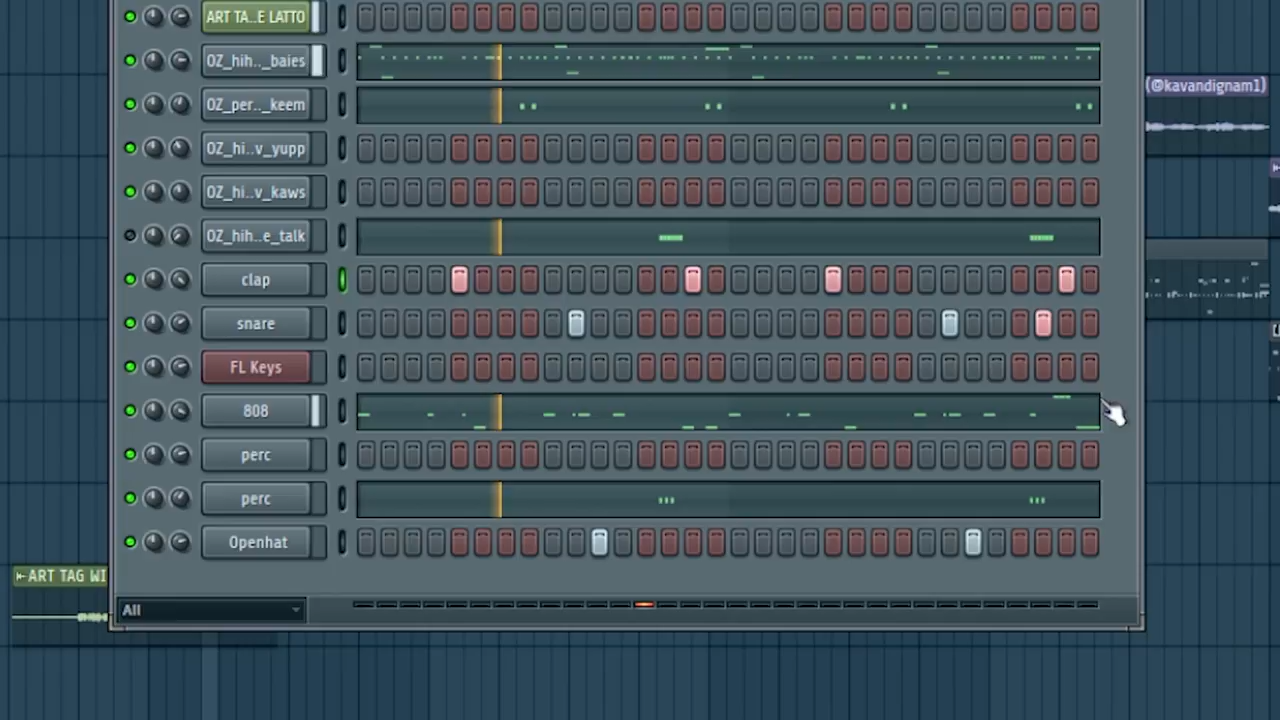 ART TA..E LATTO
OZ_hih.._baies
(@kavandignam1)
OZ_per.._keem
OZ_hi..v_yupp
OZ_hi..v_kaws
OZ_hih..e_talk
clap
snare
FL Keys
808
perc
perc
Openhat
ART TAG WI
All